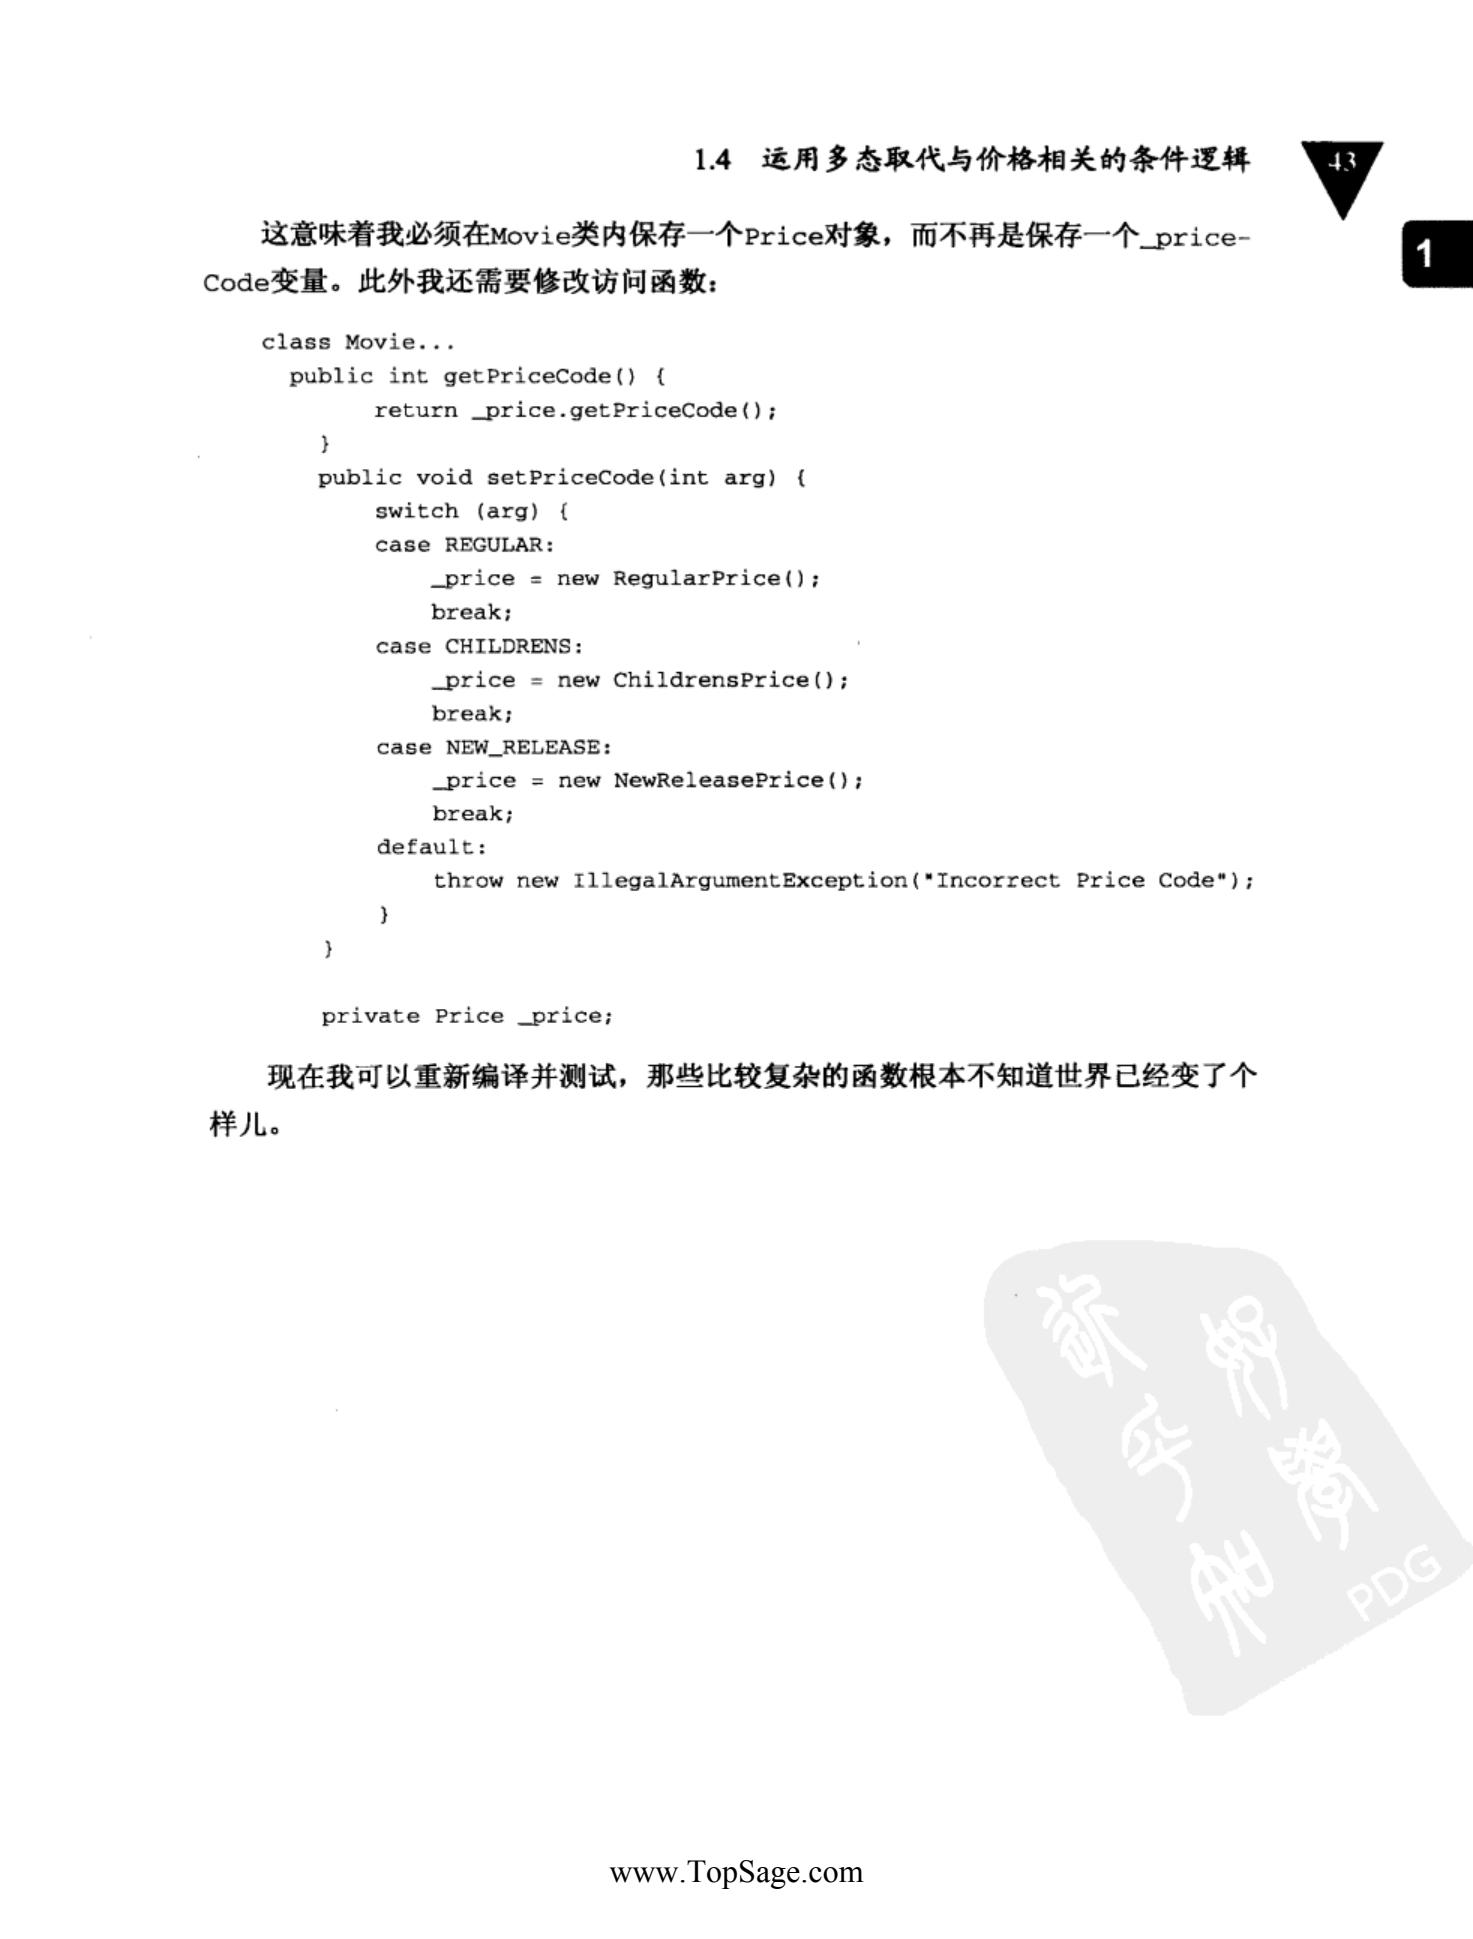 1.4 运用多态取代与价格相关的条件逻辑
43
1
这意味着我必须在Movie类内保存一个Price对象，而不再是保存一个_price-
Code变量。此外我还需要修改访问函数：
class Movie...
public int getPriceCode() {
return _price.getPriceCode();
}
public void setPriceCode(int arg) {
switch (arg) {
case REGULAR:
_price = new RegularPrice();
break;
case CHILDRENS:
_price = new ChildrensPrice();
break;
case NEW_RELEASE:
_price = new NewReleasePrice();
break;
default:
throw new IllegalArgumentException("Incorrect Price Code");
}
}
private Price _price;
现在我可以重新编译并测试，那些比较复杂的函数根本不知道世界已经变了个
样儿。
PDG
www.TopSage.com